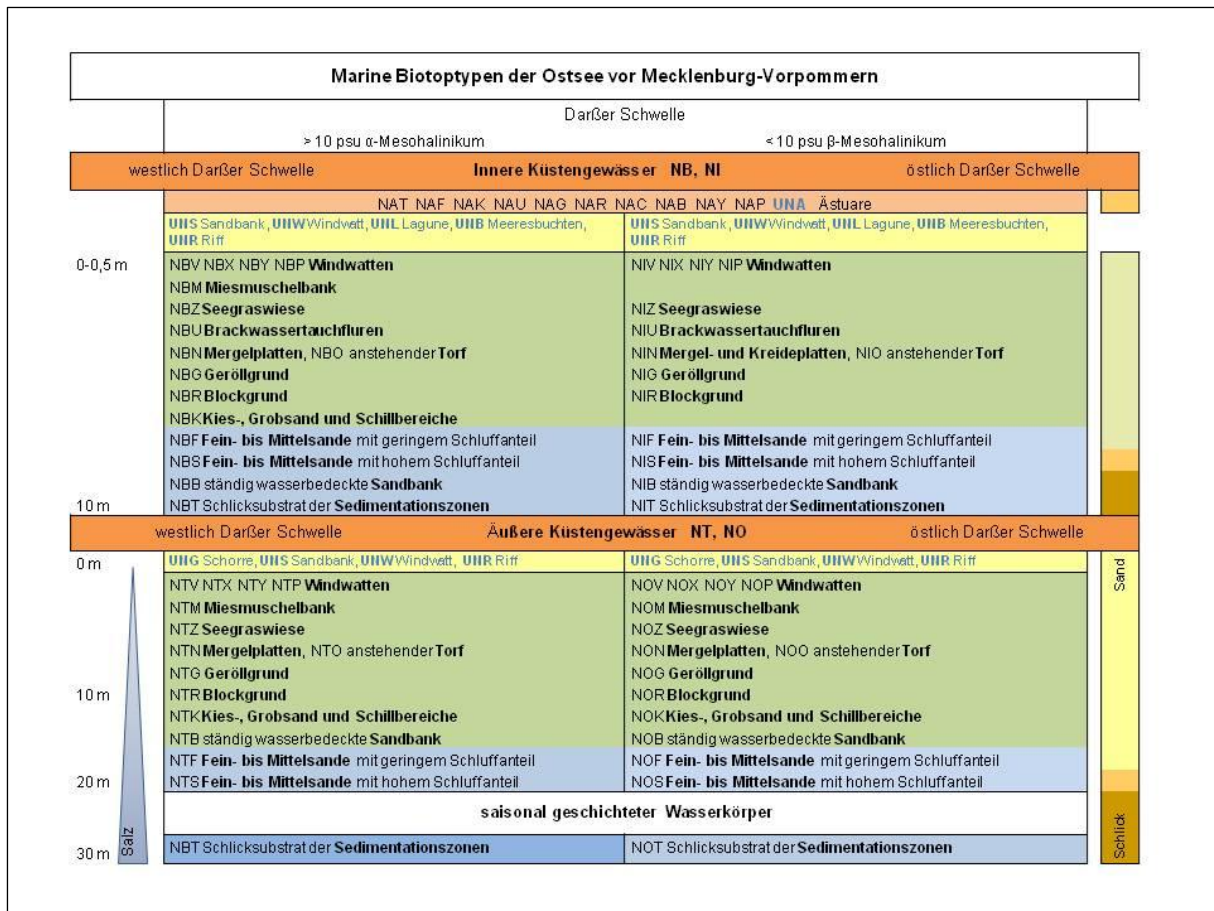 Marine Biotoptypen der Ostsee vor Mecklenburg-Vorpommern
Darßer Schwelle
> 10 psu α-Mesohalinikum < 10 psu β-Mesohalinikum
westlich Darßer Schwelle Innere Küstengewässer NB, NI östlich Darßer Schwelle
NAT NAF NAK NAU NAG NAR NAC NAB NAY NAP UNA Ästuare
UNS Sandbank, UNW Windwatt, UNL Lagune, UNB Meeresbuchten,
UNR Riff
UNS Sandbank, UNW Windwatt, UNL Lagune, UNB Meeresbuchten,
UNR Riff
0-0,5 m
NBV NBX NBY NBP Windwatten
NBM Miesmuschelbank
NBZ Seegraswiese
NBU Brackwassertauchfluren
NBN Mergelplatten, NBO anstehender Torf
NBG Geröllgrund
NBR Blockgrund
NBK Kies-, Grobsand und Schillbereiche
NBF Fein- bis Mittelsande mit geringem Schluffanteil
NBS Fein- bis Mittelsande mit hohem Schluffanteil
NBB ständig wasserbedeckte Sandbank
10 m
NBT Schlicksubstrat der Sedimentationszonen
NIV NIX NIY NIP Windwatten
NIZ Seegraswiese
NIU Brackwassertauchfluren
NIN Mergel- und Kreideplatten, NIO anstehender Torf
NIG Geröllgrund
NIR Blockgrund
NIF Fein- bis Mittelsande mit geringem Schluffanteil
NIS Fein- bis Mittelsande mit hohem Schluffanteil
NIB ständig wasserbedeckte Sandbank
NIT Schlicksubstrat der Sedimentationszonen
westlich Darßer Schwelle Äußere Küstengewässer NT, NO östlich Darßer Schwelle
0 m
UNG Schorre, UNS Sandbank, UNW Windwatt, UNR Riff
UNG Schorre, UNS Sandbank, UNW Windwatt, UNR Riff
NTV NTX NTY NTP Windwatten
NTM Miesmuschelbank
NTZ Seegraswiese
NTN Mergelplatten, NTO anstehender Torf
NTG Geröllgrund
10 m
NTR Blockgrund
NTK Kies-, Grobsand und Schillbereiche
NTB ständig wasserbedeckte Sandbank
NTF Fein- bis Mittelsande mit geringem Schluffanteil
20 m
NTS Fein- bis Mittelsande mit hohem Schluffanteil
NOV NOX NOY NOP Windwatten
NOM Miesmuschelbank
NOZ Seegraswiese
NON Mergelplatten, NOO anstehender Torf
NOG Geröllgrund
NOR Blockgrund
NOK Kies-, Grobsand und Schillbereiche
NOB ständig wasserbedeckte Sandbank
NOF Fein- bis Mittelsande mit geringem Schluffanteil
NOS Fein- bis Mittelsande mit hohem Schluffanteil
saisonal geschichteter Wasserkörper
30 m
NBT Schlicksubstrat der Sedimentationszonen
NOT Schlicksubstrat der Sedimentationszonen
Salz
Sand
Schlick